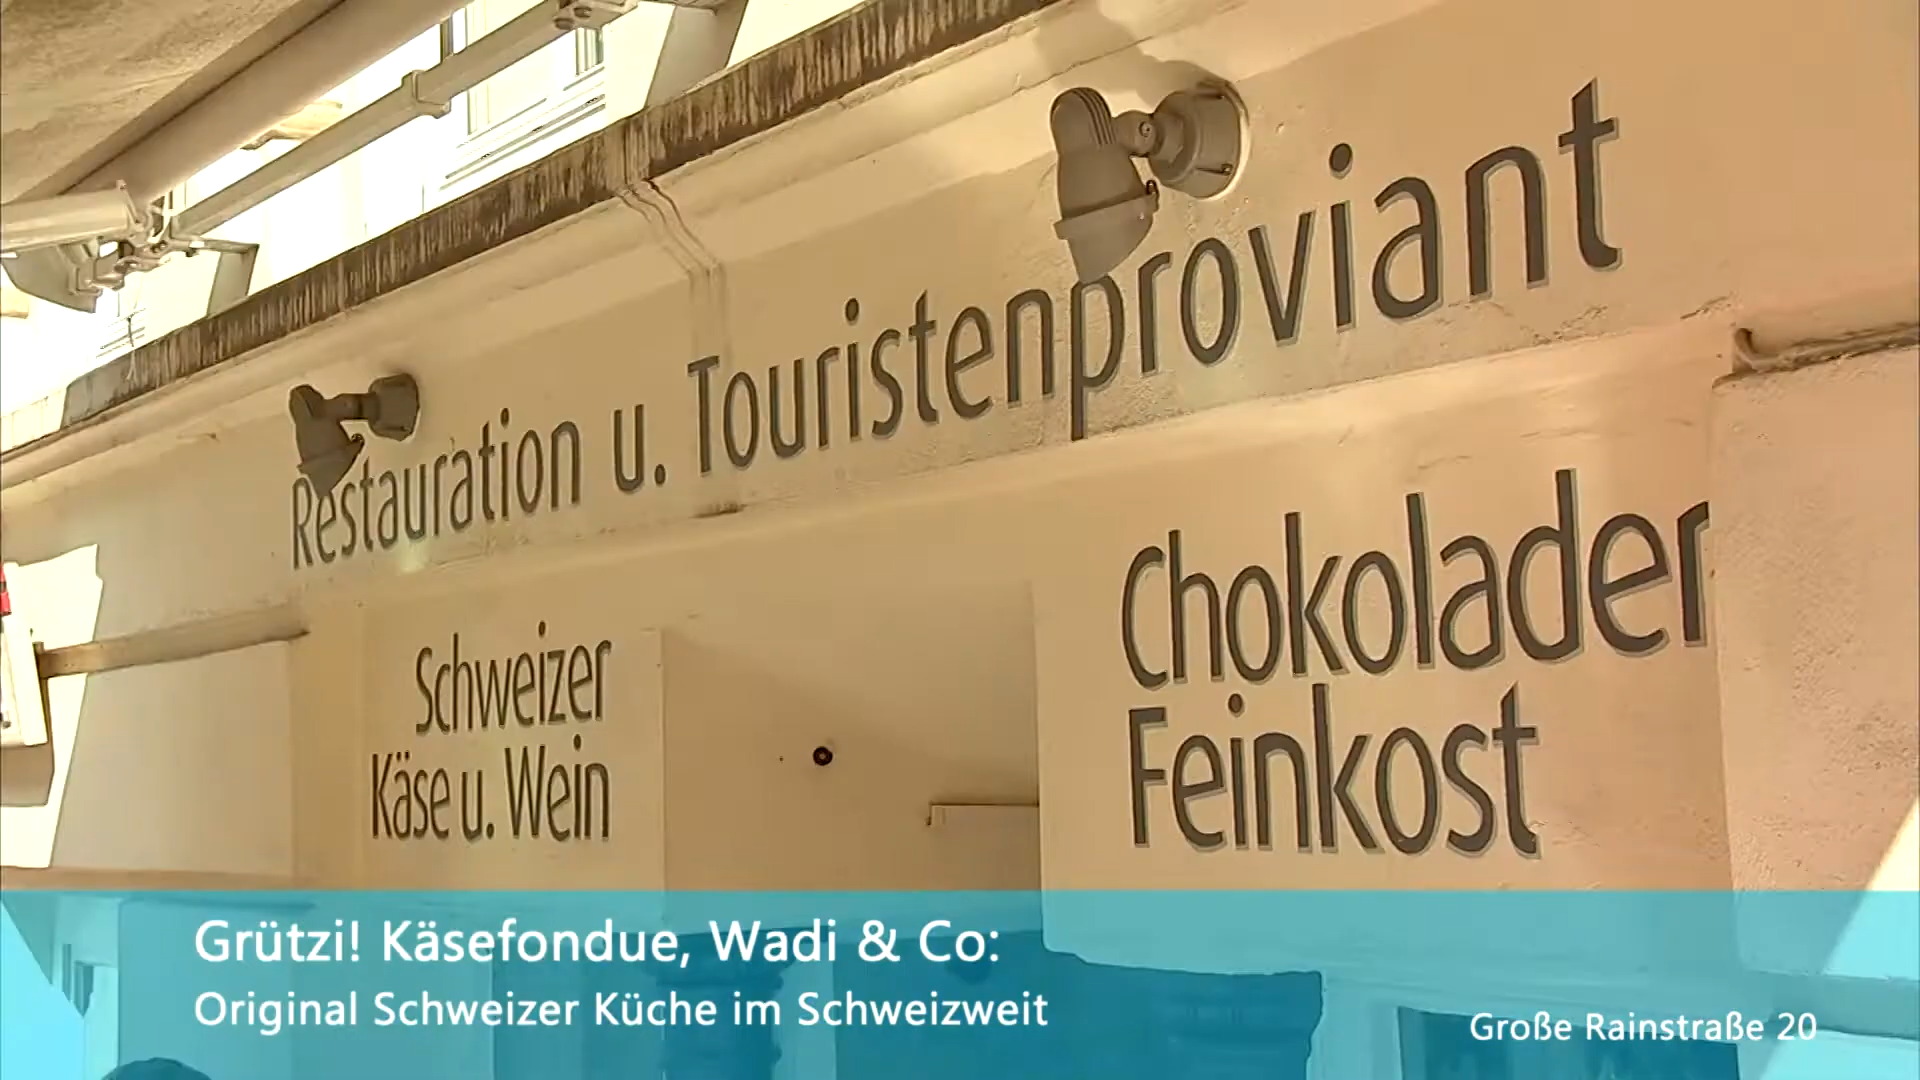 Restauration u. Touristenproviant
Schweizer
Käse u. Wein
Chokolader
Feinkost
Grützi! Käsefondue, Wadi & Co:
Original Schweizer Küche im Schweizweit
Große Rainstraße 20